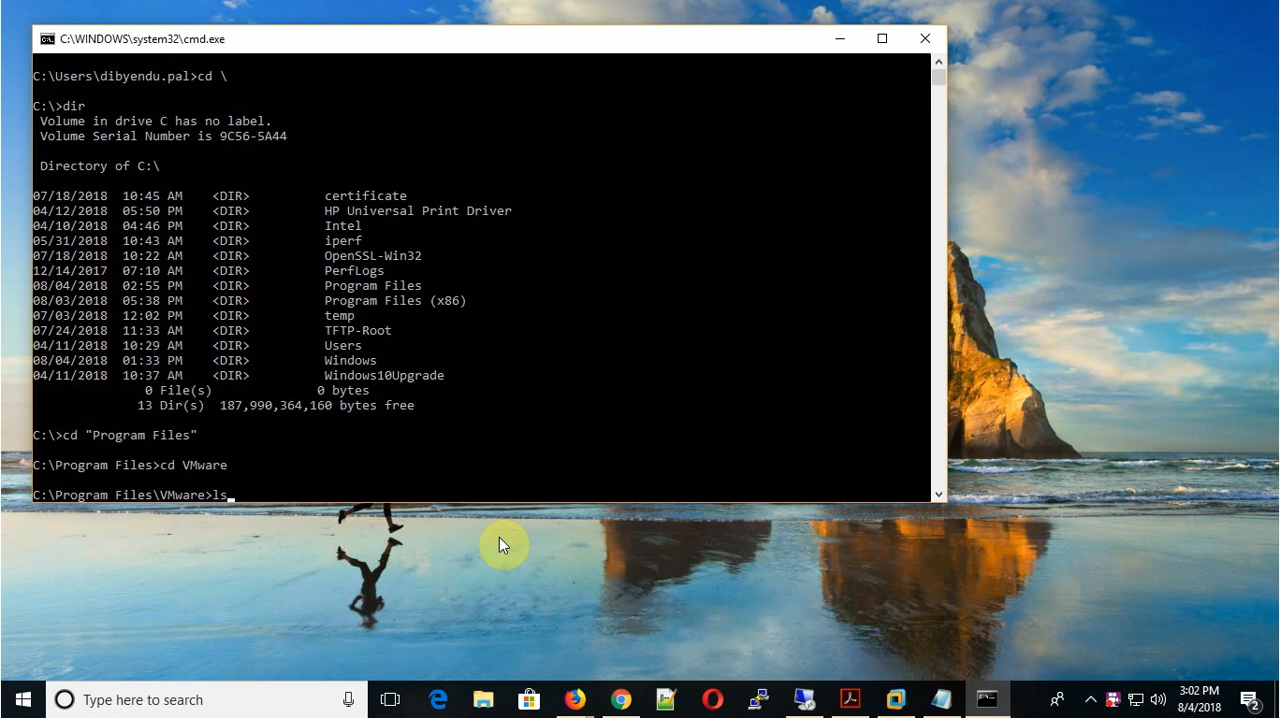 C:\WINDOWS\system32\cmd.exe
C:\Users\dibyendu.pal>cd \
C:\>dir
Volume in drive C has no label.
Volume Serial Number is 9C56-5A44
Directory of C:\
07/18/2018 10:45 AM <DIR> certificate
04/12/2018 05:50 PM <DIR> HP Universal Print Driver
04/10/2018 04:46 PM <DIR> Intel
05/31/2018 10:43 AM <DIR> iperf
07/18/2018 10:22 AM <DIR> OpenSSL-Win32
12/14/2017 07:10 AM <DIR> PerfLogs
08/04/2018 02:55 PM <DIR> Program Files
08/03/2018 05:38 PM <DIR> Program Files (x86)
07/03/2018 12:02 PM <DIR> temp
07/24/2018 11:33 AM <DIR> TFTP-Root
04/11/2018 10:29 AM <DIR> Users
08/04/2018 01:33 PM <DIR> Windows
04/11/2018 10:37 AM <DIR> Windows10Upgrade
0 File(s) 0 bytes
13 Dir(s) 187,990,364,160 bytes free
C:\>cd "Program Files"
C:\Program Files>cd VMware
C:\Program Files\VMware>ls_
Type here to search
3:02 PM
8/4/2018
2